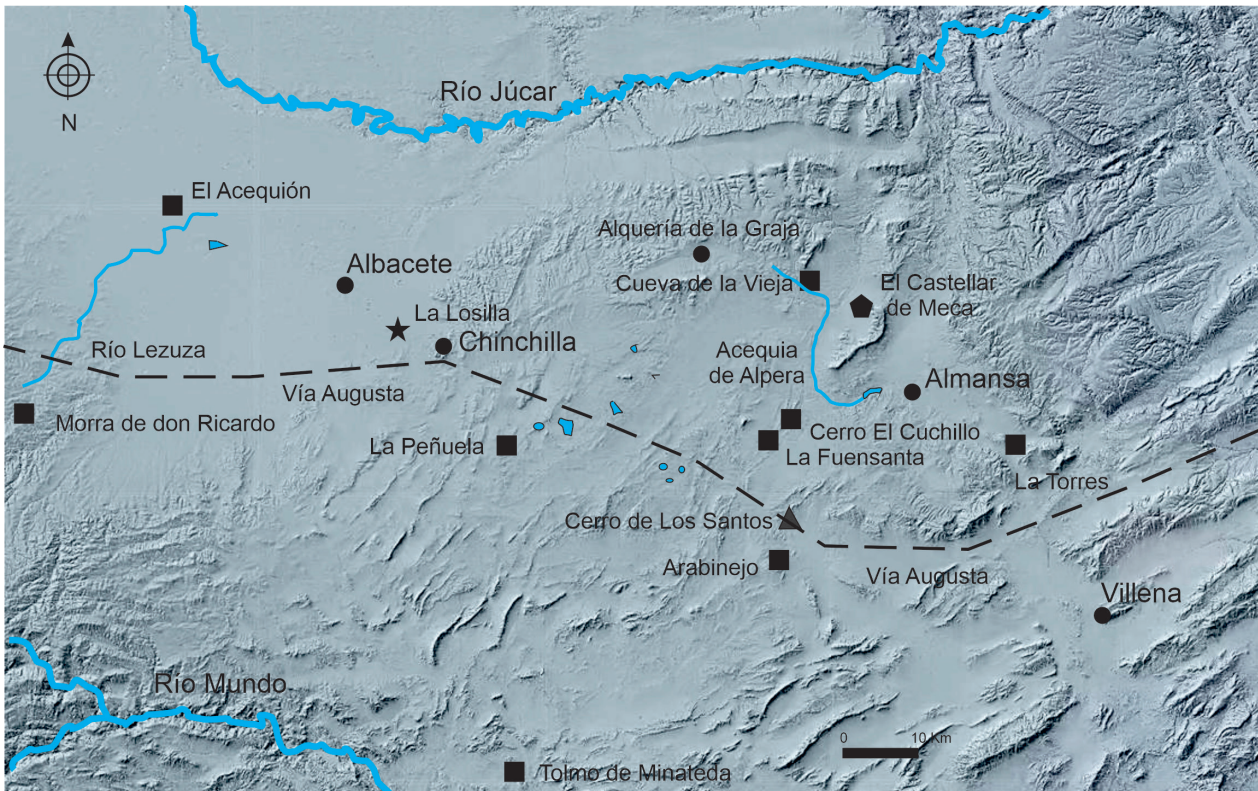 Río Júcar
N
El Acequión
Alquería de la Graja
Albacete
Cueva de la Vieja
El Castellar
de Meca
La Losilla
Chinchilla
Río Lezuza
Acequia
de Alpera
Vía Augusta
Almansa
Morra de don Ricardo
La Peñuela
Cerro El Cuchillo
La Fuensanta
La Torres
Cerro de Los Santos
Arabinejo
Vía Augusta
Villena
Río Mundo
0 10 Km
Tolmo de Minateda